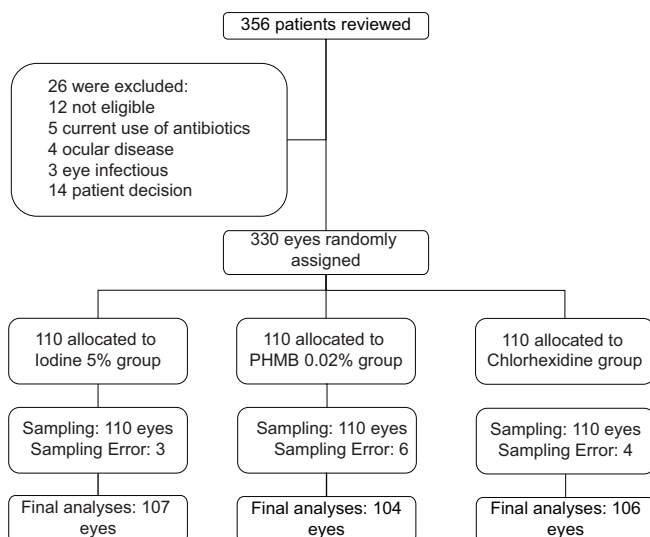 356 patients reviewed
26 were excluded:
12 not eligible
5 current use of antibiotics
4 ocular disease
3 eye infectious
14 patient decision
330 eyes randomly
assigned
110 allocated to
Iodine 5% group
110 allocated to
PHMB 0.02% group
110 allocated to
Chlorhexidine group
Sampling: 110 eyes
Sampling Error: 3
Sampling: 110 eyes
Sampling Error: 6
Sampling: 110 eyes
Sampling Error: 4
Final analyses: 107
eyes
Final analyses: 104
eyes
Final analyses: 106
eyes